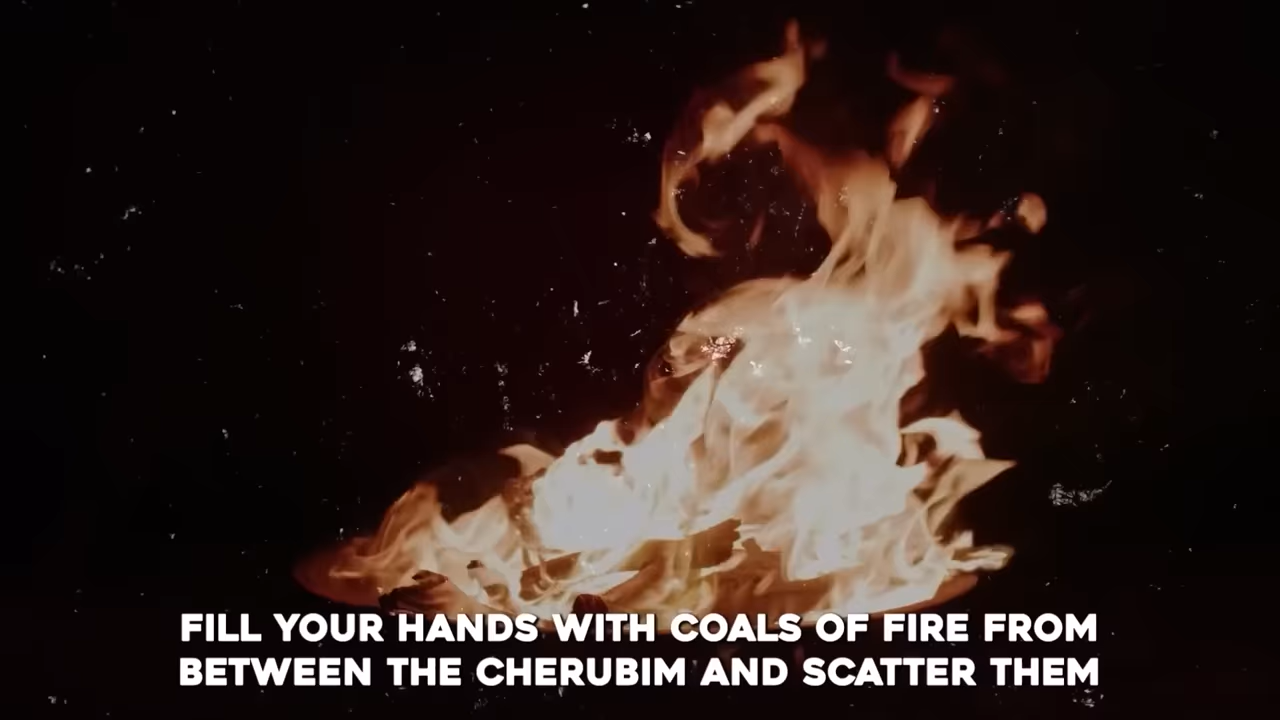 FILL YOUR HANDS WITH COALS OF FIRE FROM
BETWEEN THE CHERUBIM AND SCATTER THEM